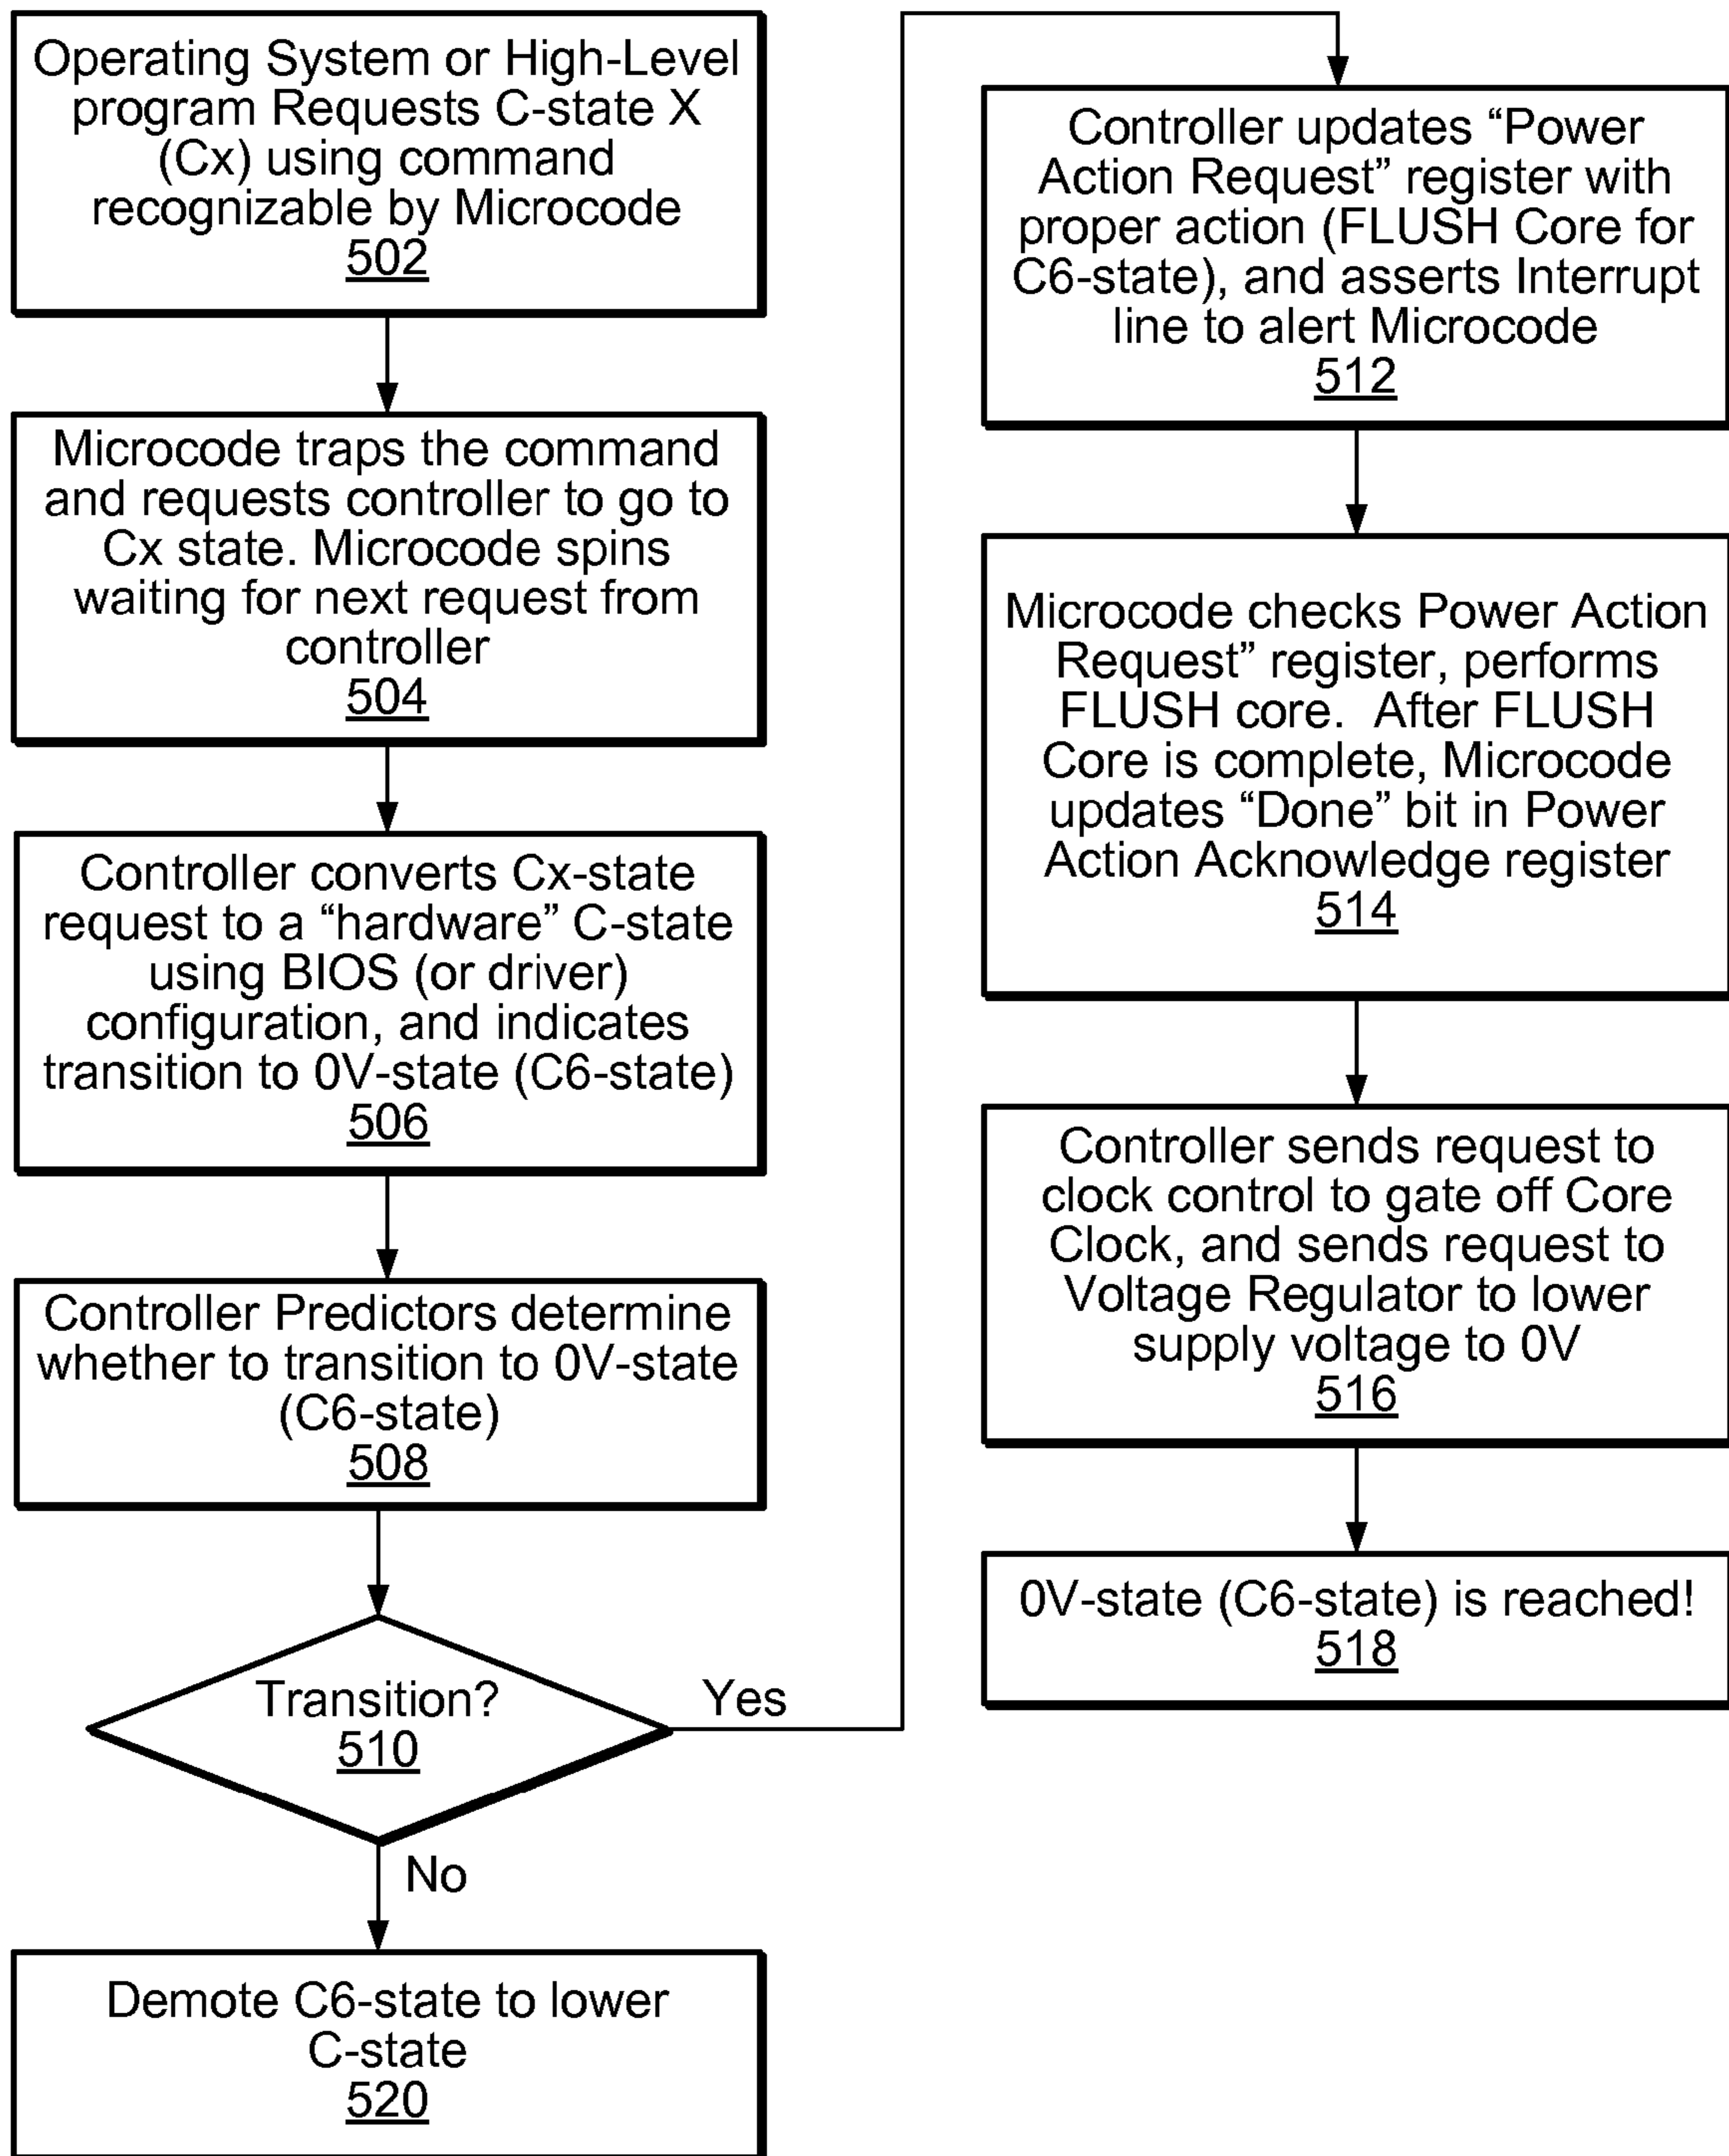 Operating System or High-Level
program Requests C-state X
(Cx) using command
recognizable by Microcode
502
Microcode traps the command
and requests controller to go to
Cx state. Microcode spins
waiting for next request from
controller
504
Controller converts Cx-state
request to a “hardware” C-state
using BIOS (or driver)
configuration, and indicates
transition to 0V-state (C6-state)
506
Controller Predictors determine
whether to transition to 0V-state
(C6-state)
508
Transition?
510
Yes
No
Demote C6-state to lower
C-state
520
Controller updates “Power
Action Request” register with
proper action (FLUSH Core for
C6-state), and asserts Interrupt
line to alert Microcode
512
Microcode checks Power Action
Request” register, performs
FLUSH core. After FLUSH
Core is complete, Microcode
updates “Done” bit in Power
Action Acknowledge register
514
Controller sends request to
clock control to gate off Core
Clock, and sends request to
Voltage Regulator to lower
supply voltage to 0V
516
0V-state (C6-state) is reached!
518